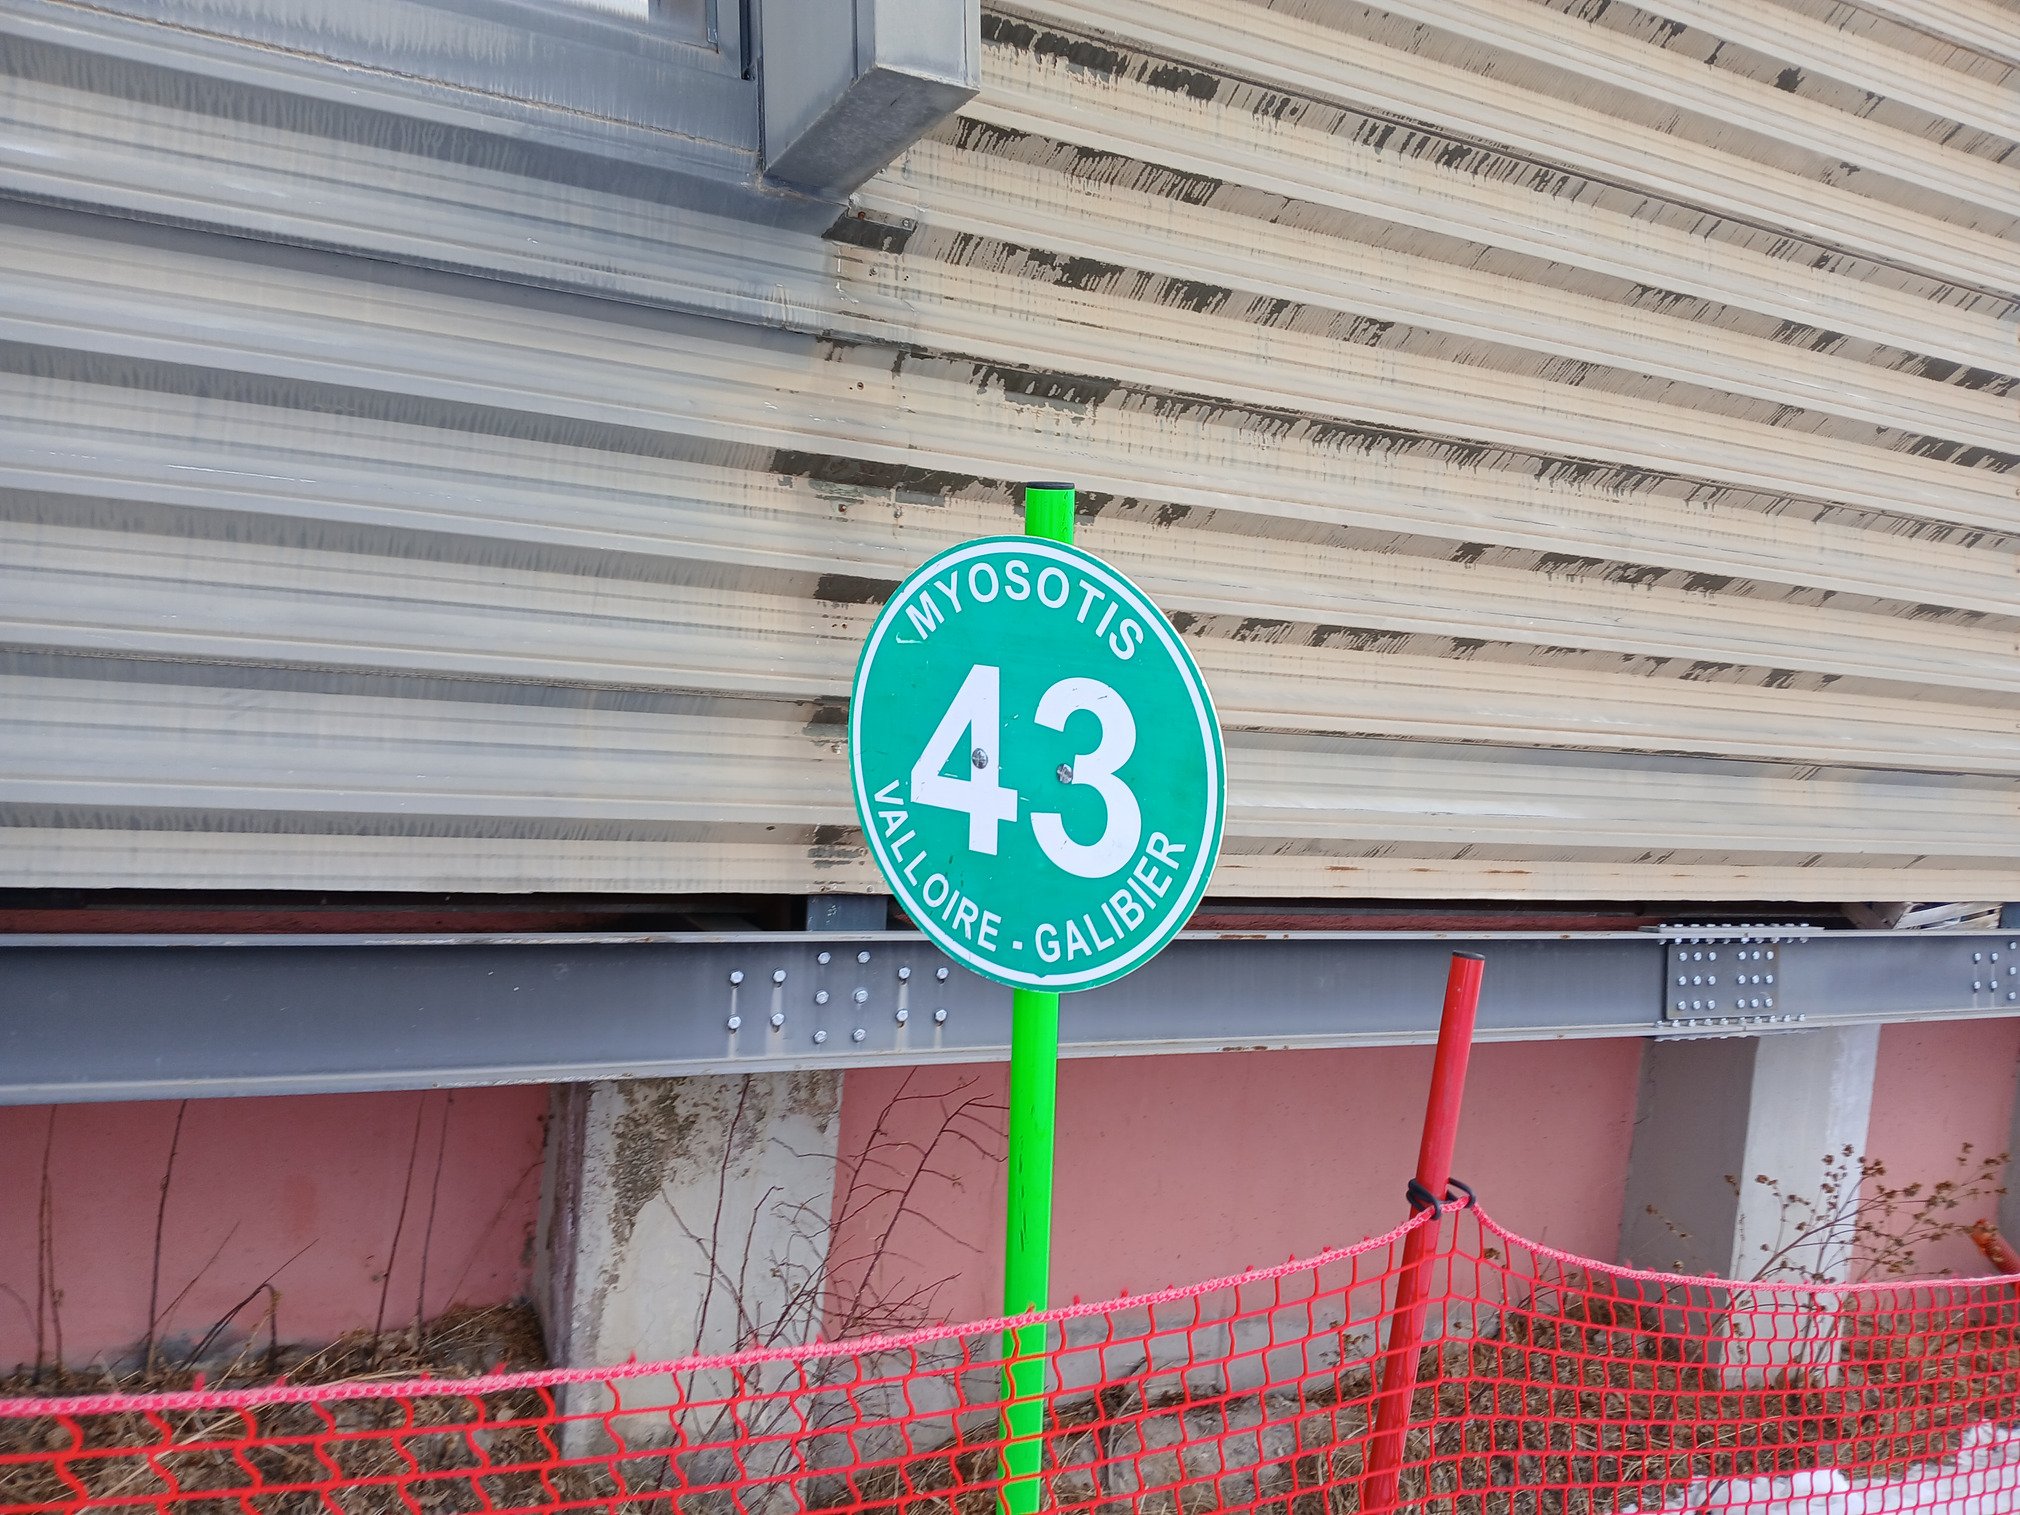 MYOSOTIS
43
VALLOIRE - GALIBIER